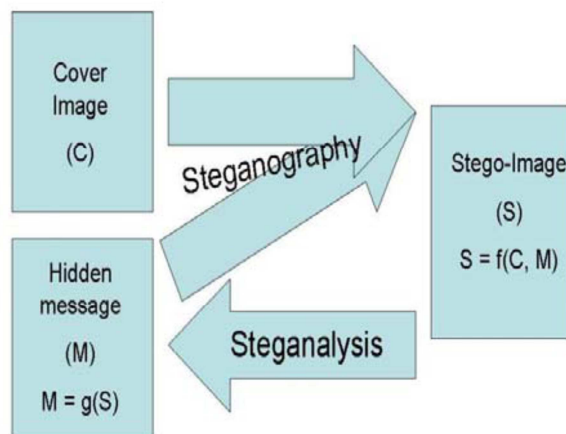 Cover
Image
(C)
Steganography
Stego-Image
(S)
S = f(C, M)
Hidden
message
(M)
M = g(S)
Steganalysis